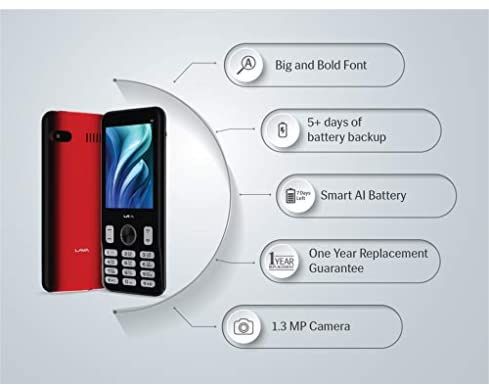 Big and Bold Font
5+ days of
battery backup
7 Days
Left
Smart AI Battery
1 YEAR
REPLACEMENT
One Year Replacement
Guarantee
1.3 MP Camera
LAVA
LAVA